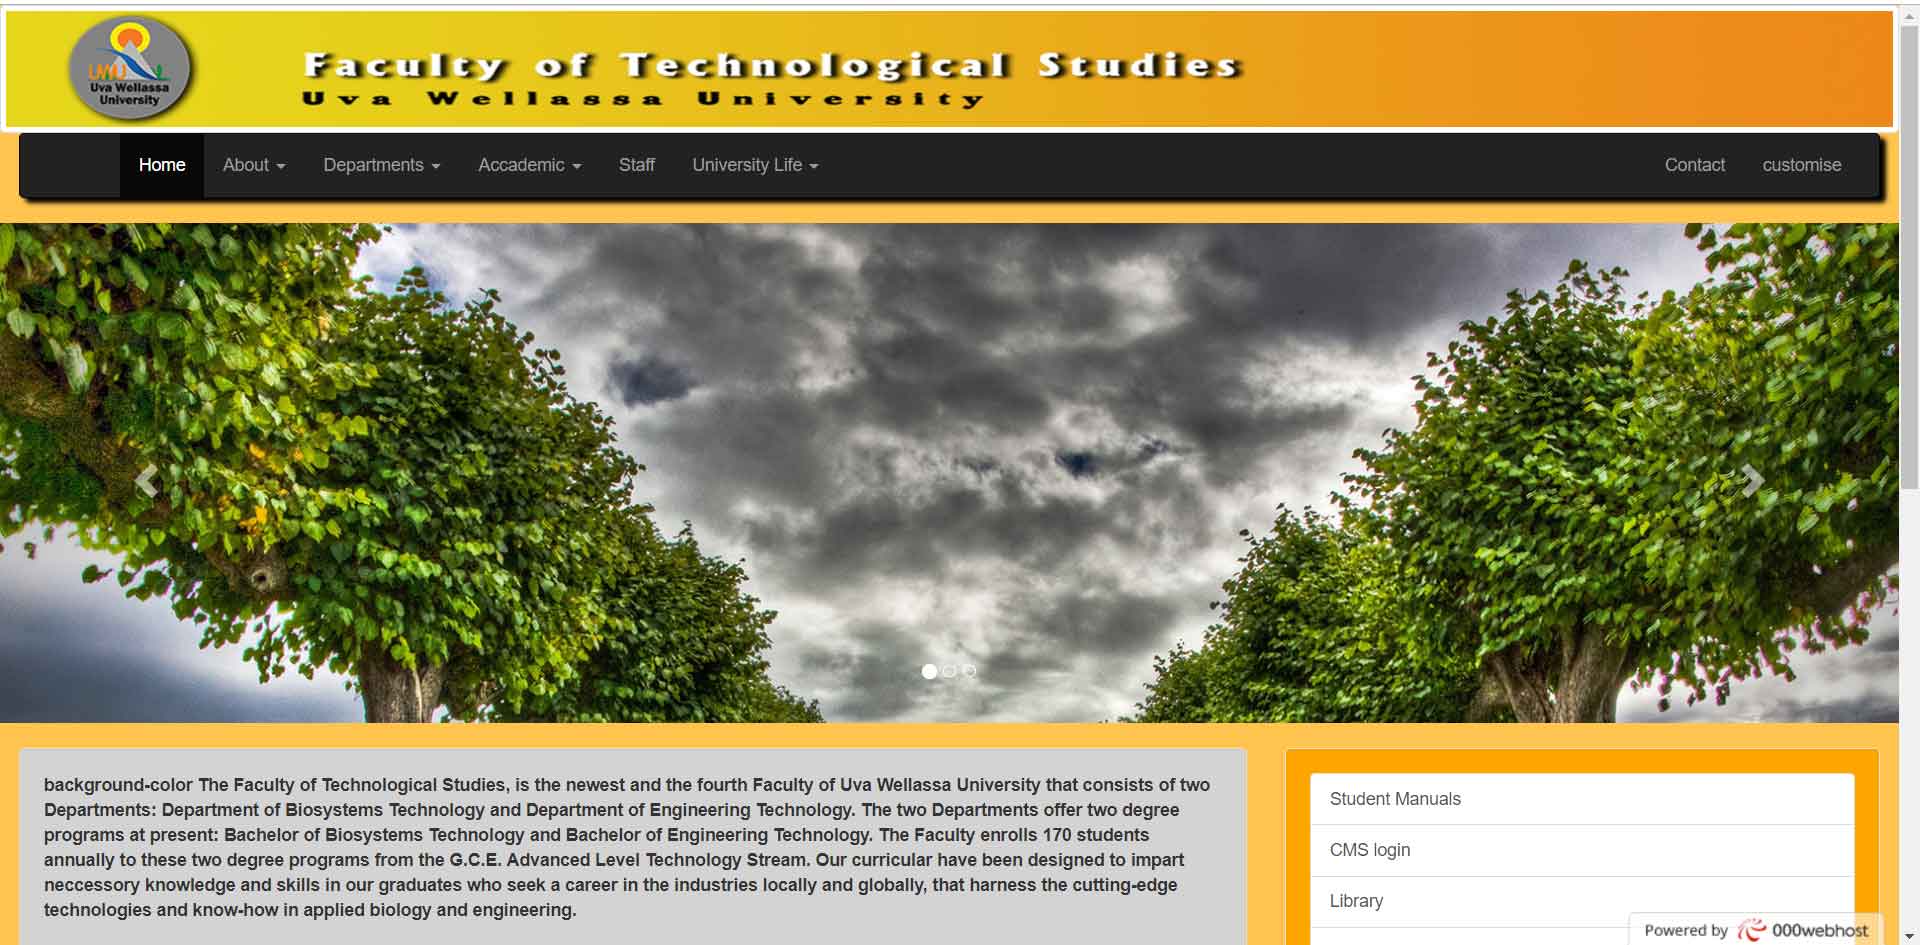 UWU
Uva Wellassa
University
Faculty of Technological Studies
Uva Wellassa University
Home
About
Departments
Accademic
Staff
University Life
Contact
customise
background-color The Faculty of Technological Studies, is the newest and the fourth Faculty of Uva Wellassa University that consists of two
Departments: Department of Biosystems Technology and Department of Engineering Technology. The two Departments offer two degree
programs at present: Bachelor of Biosystems Technology and Bachelor of Engineering Technology. The Faculty enrolls 170 students
annually to these two degree programs from the G.C.E. Advanced Level Technology Stream. Our curricular have been designed to impart
neccessory knowledge and skills in our graduates who seek a career in the industries locally and globally, that harness the cutting-edge
technologies and know-how in applied biology and engineering.
Student Manuals
CMS login
Library
Powered by 000webhost